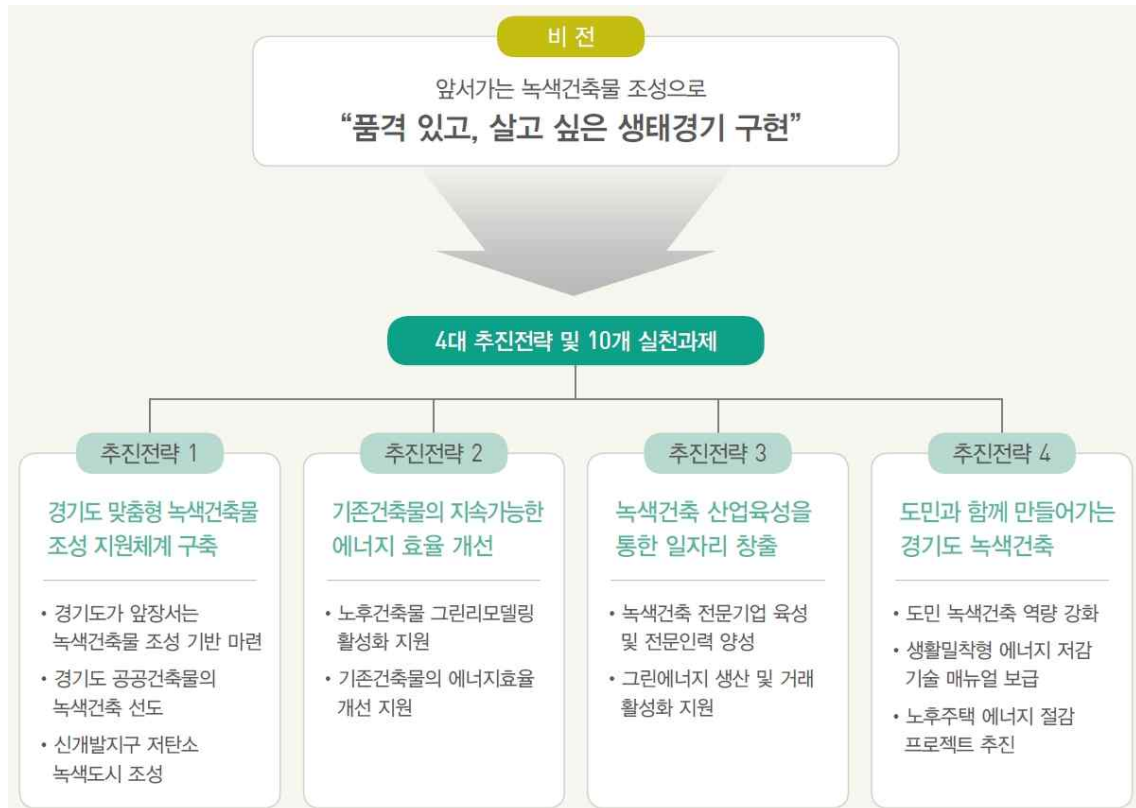 비 전
앞서가는 녹색건축물 조성으로
“품격 있고, 살고 싶은 생태경기 구현”
4대 추진전략 및 10개 실천과제
추진전략 1
경기도 맞춤형 녹색건축물
조성 지원체계 구축
• 경기도가 앞장서는
녹색건축물 조성 기반 마련
• 경기도 공공건축물의
녹색건축 선도
• 신개발지구 저탄소
녹색도시 조성
추진전략 2
기존건축물의 지속가능한
에너지 효율 개선
• 노후건축물 그린리모델링
활성화 지원
• 기존건축물의 에너지효율
개선 지원
추진전략 3
녹색건축 산업육성을
통한 일자리 창출
• 녹색건축 전문기업 육성
및 전문인력 양성
• 그린에너지 생산 및 거래
활성화 지원
추진전략 4
도민과 함께 만들어가는
경기도 녹색건축
• 도민 녹색건축 역량 강화
• 생활밀착형 에너지 저감
기술 매뉴얼 보급
• 노후주택 에너지 절감
프로젝트 추진